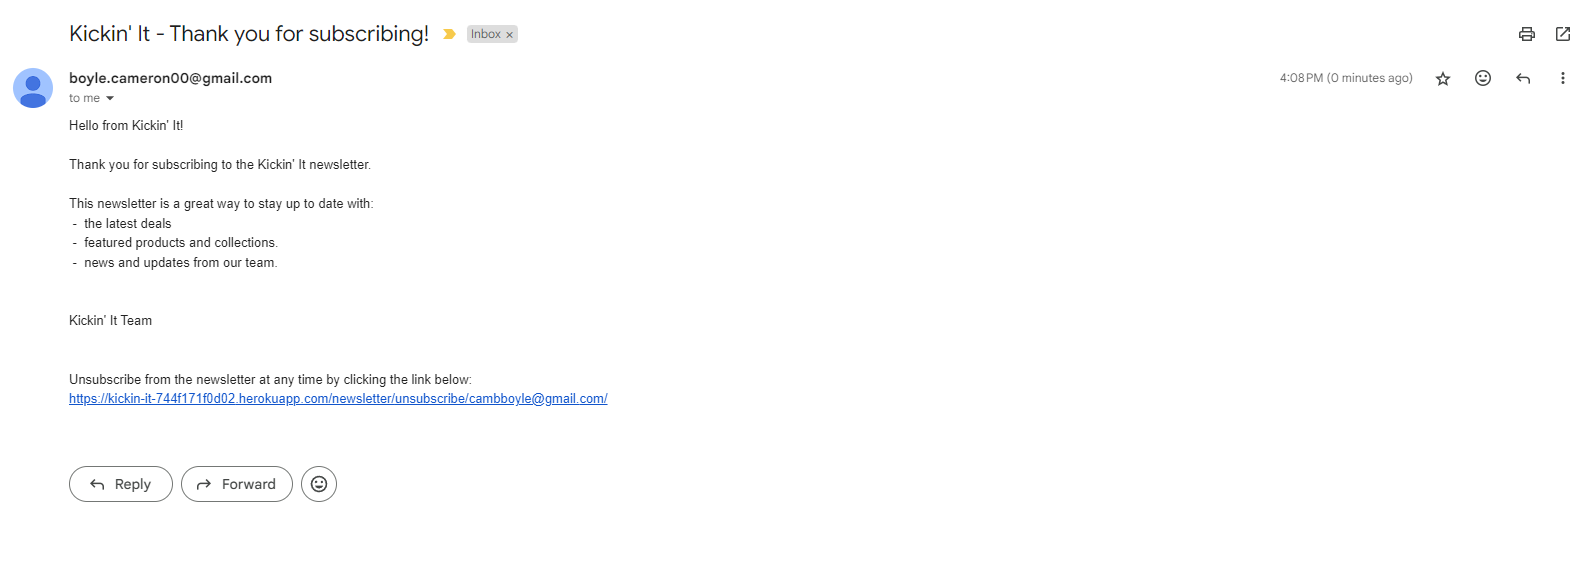 Kickin' It - Thank you for subscribing!
Inbox ×
boyle.cameron00@gmail.com
4:08 PM (0 minutes ago)
to me
Hello from Kickin' It!
Thank you for subscribing to the Kickin' It newsletter.
This newsletter is a great way to stay up to date with:
- the latest deals
- featured products and collections.
- news and updates from our team.
Kickin' It Team
Unsubscribe from the newsletter at any time by clicking the link below:
https://kickin-it-744f171f0d02.herokuapp.com/newsletter/unsubscribe/cambboyle@gmail.com/
Reply
Forward